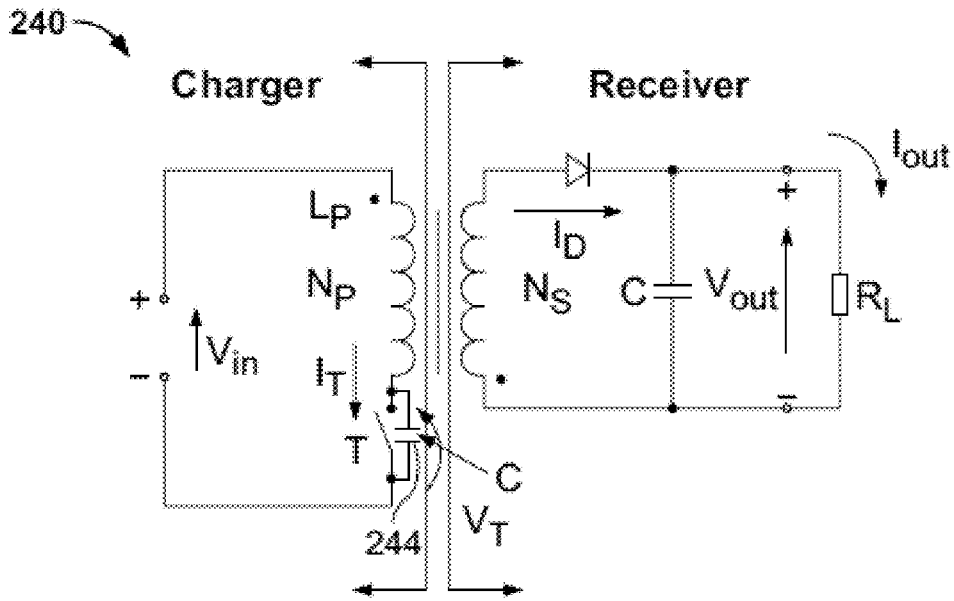 240
Charger
Receiver
I_out
L_P
+
I_D
N_P
N_S
C
V_out
R_L
+
V_in
−
I_T
−
T
C
244
V_T